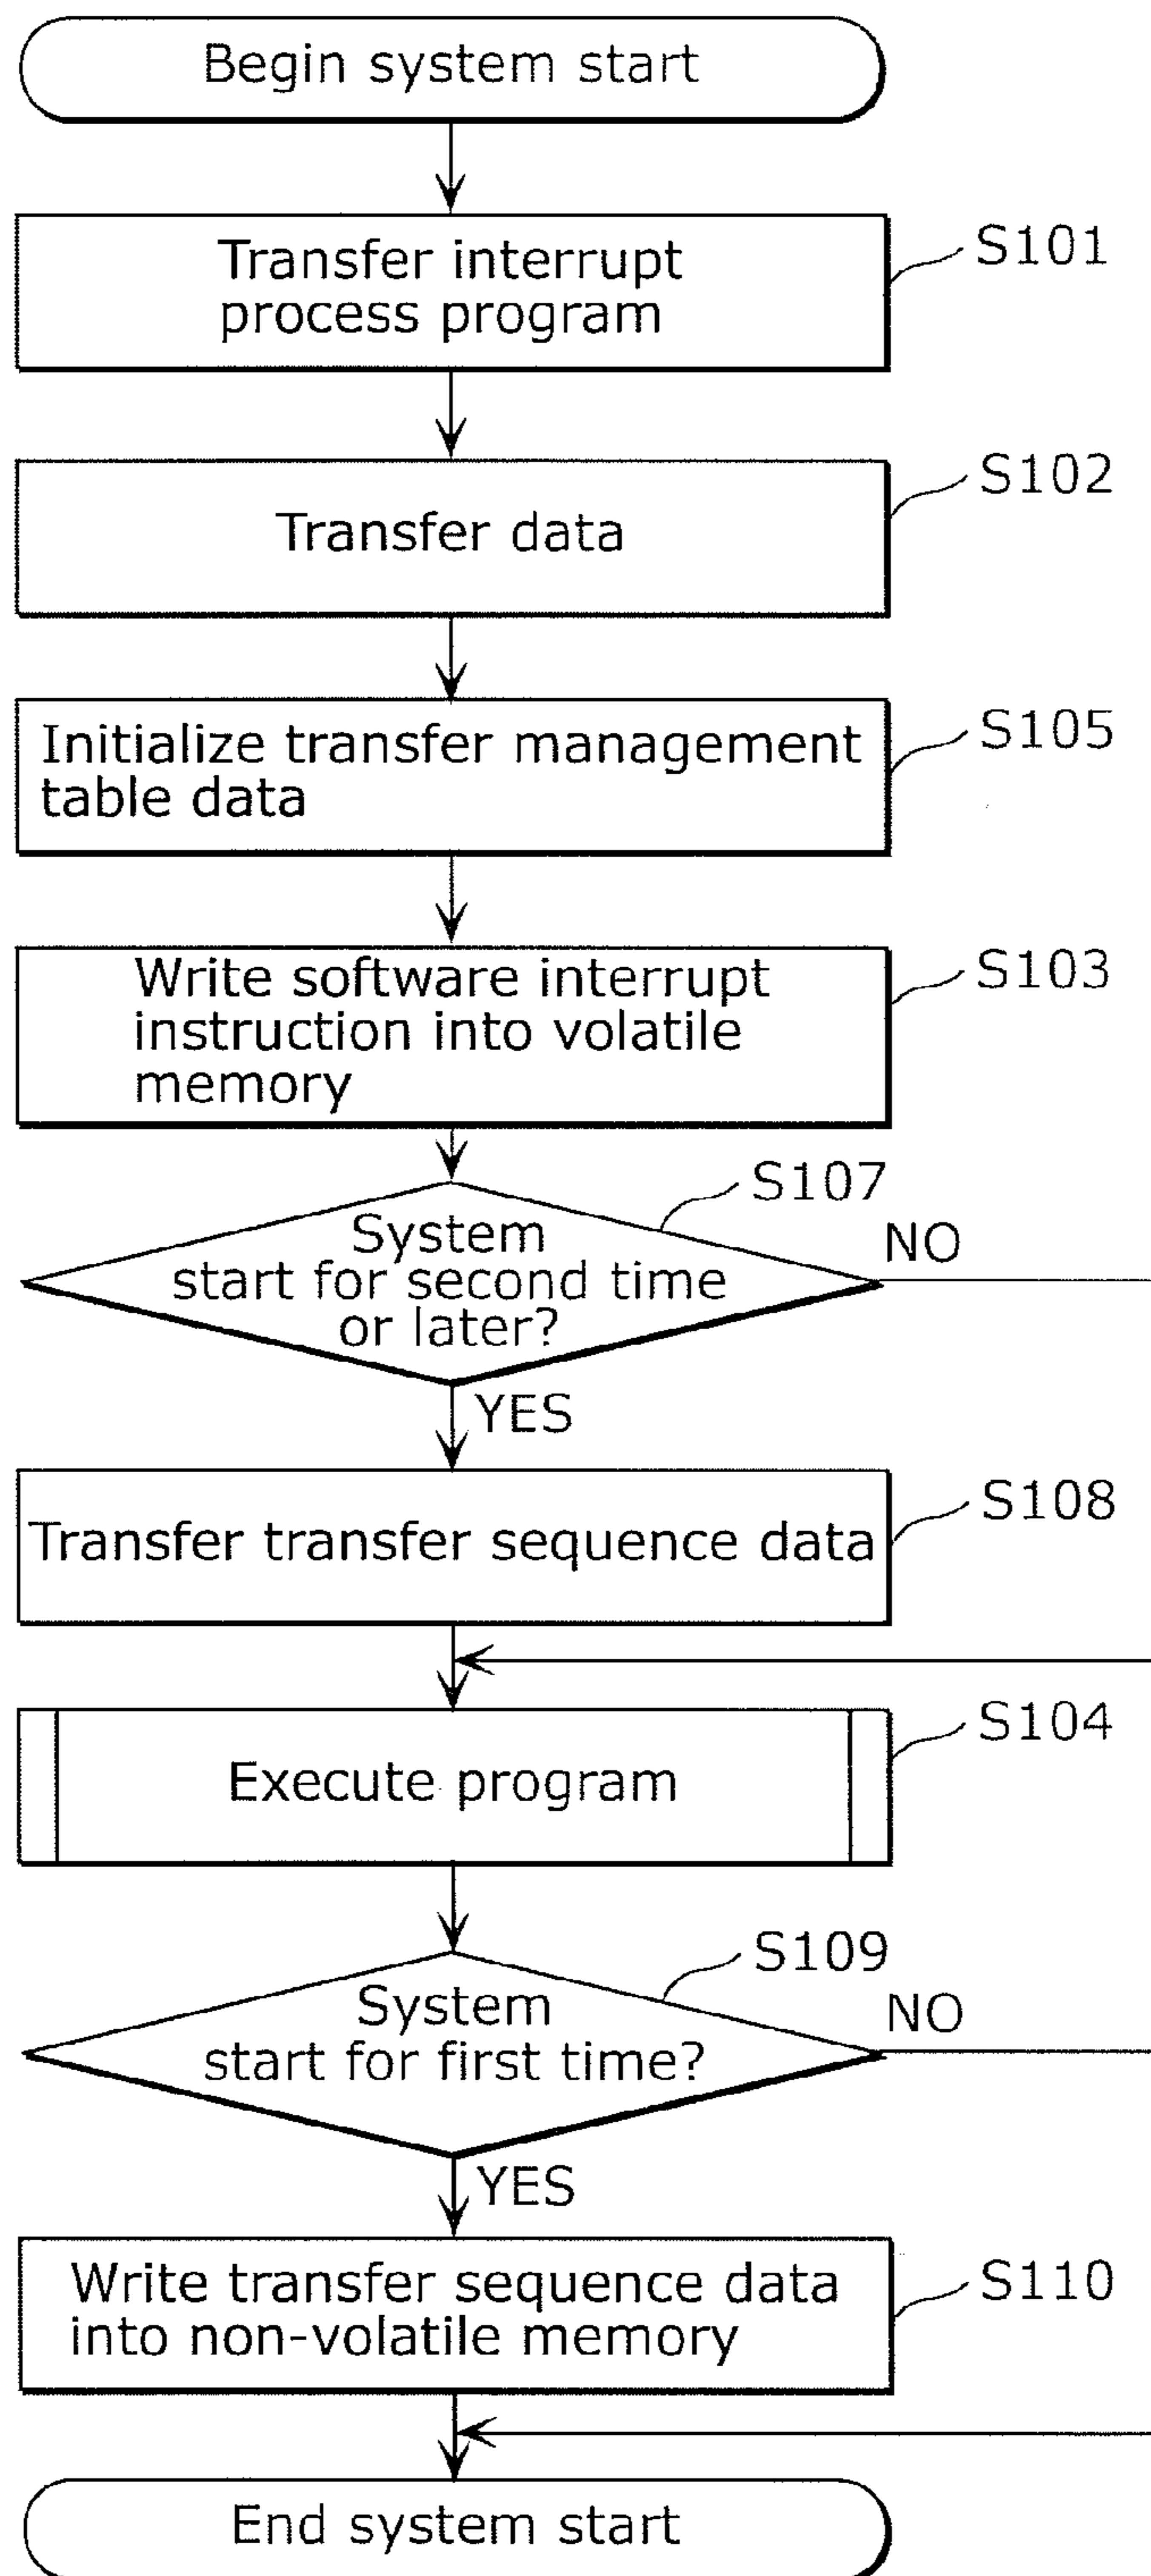 Begin system start
Transfer interrupt
process program
S101
Transfer data
S102
Initialize transfer management
table data
S105
Write software interrupt
instruction into volatile
memory
S103
System
start for second time
or later?
S107
NO
YES
Transfer transfer sequence data
S108
Execute program
S104
System
start for first time?
S109
NO
YES
Write transfer sequence data
into non-volatile memory
S110
End system start